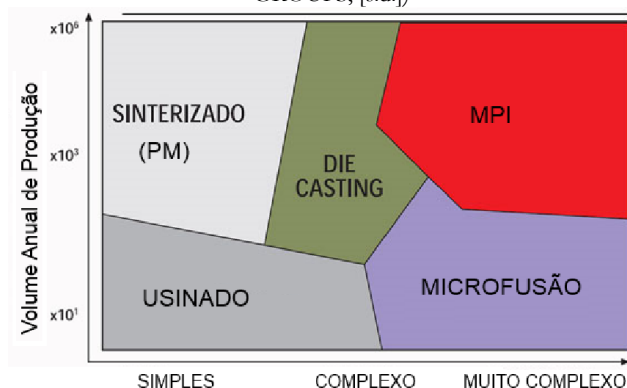 x10⁶
x10³
x10¹
Volume Anual de Produção
SINTERIZADO
(PM)
DIE
CASTING
MPI
USINADO
MICROFUSÃO
SIMPLES COMPLEXO MUITO COMPLEXO